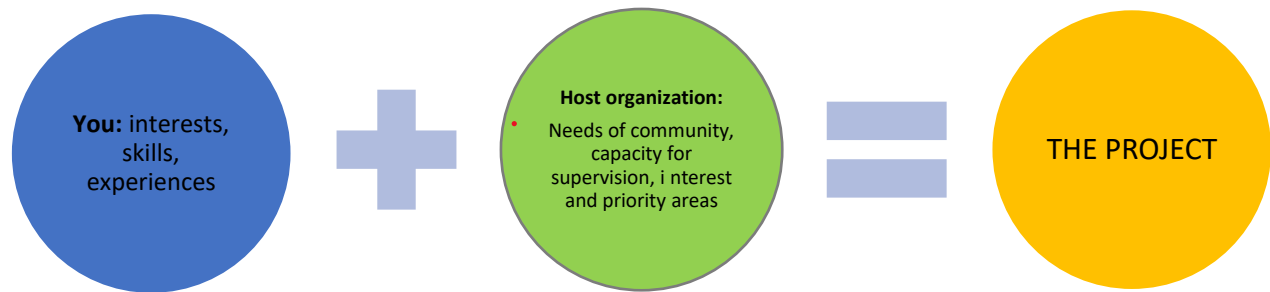 You: interests,
skills,
experiences
Host organization:
Needs of community,
capacity for
supervision, i nterest
and priority areas
THE PROJECT